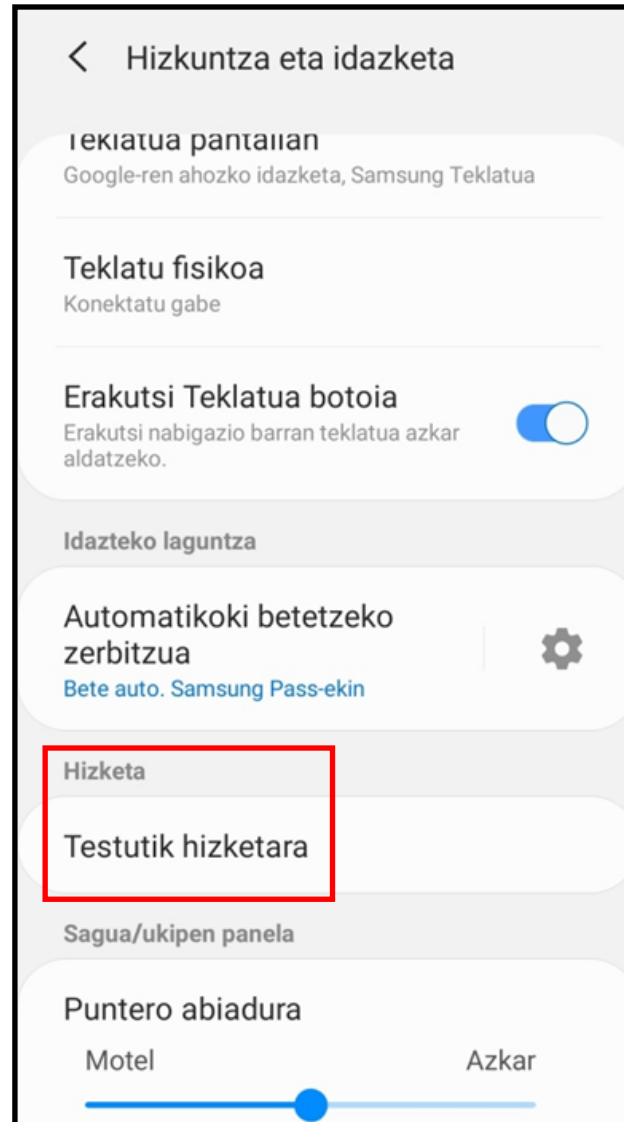 Hizkuntza eta idazketa
Teklatua pantailan
Google-ren ahozko idazketa, Samsung Teklatua
Teklatu fisikoa
Konektatu gabe
Erakutsi Teklatua botoia
Erakutsi nabigazio barran teklatua azkar
aldatzeko.
Idazteko laguntza
Automatikoki betetzeko
zerbitzua
Bete auto. Samsung Pass-ekin
Hizketa
Testutik hizketara
Sagua/ukipen panela
Puntero abiadura
Motel Azkar